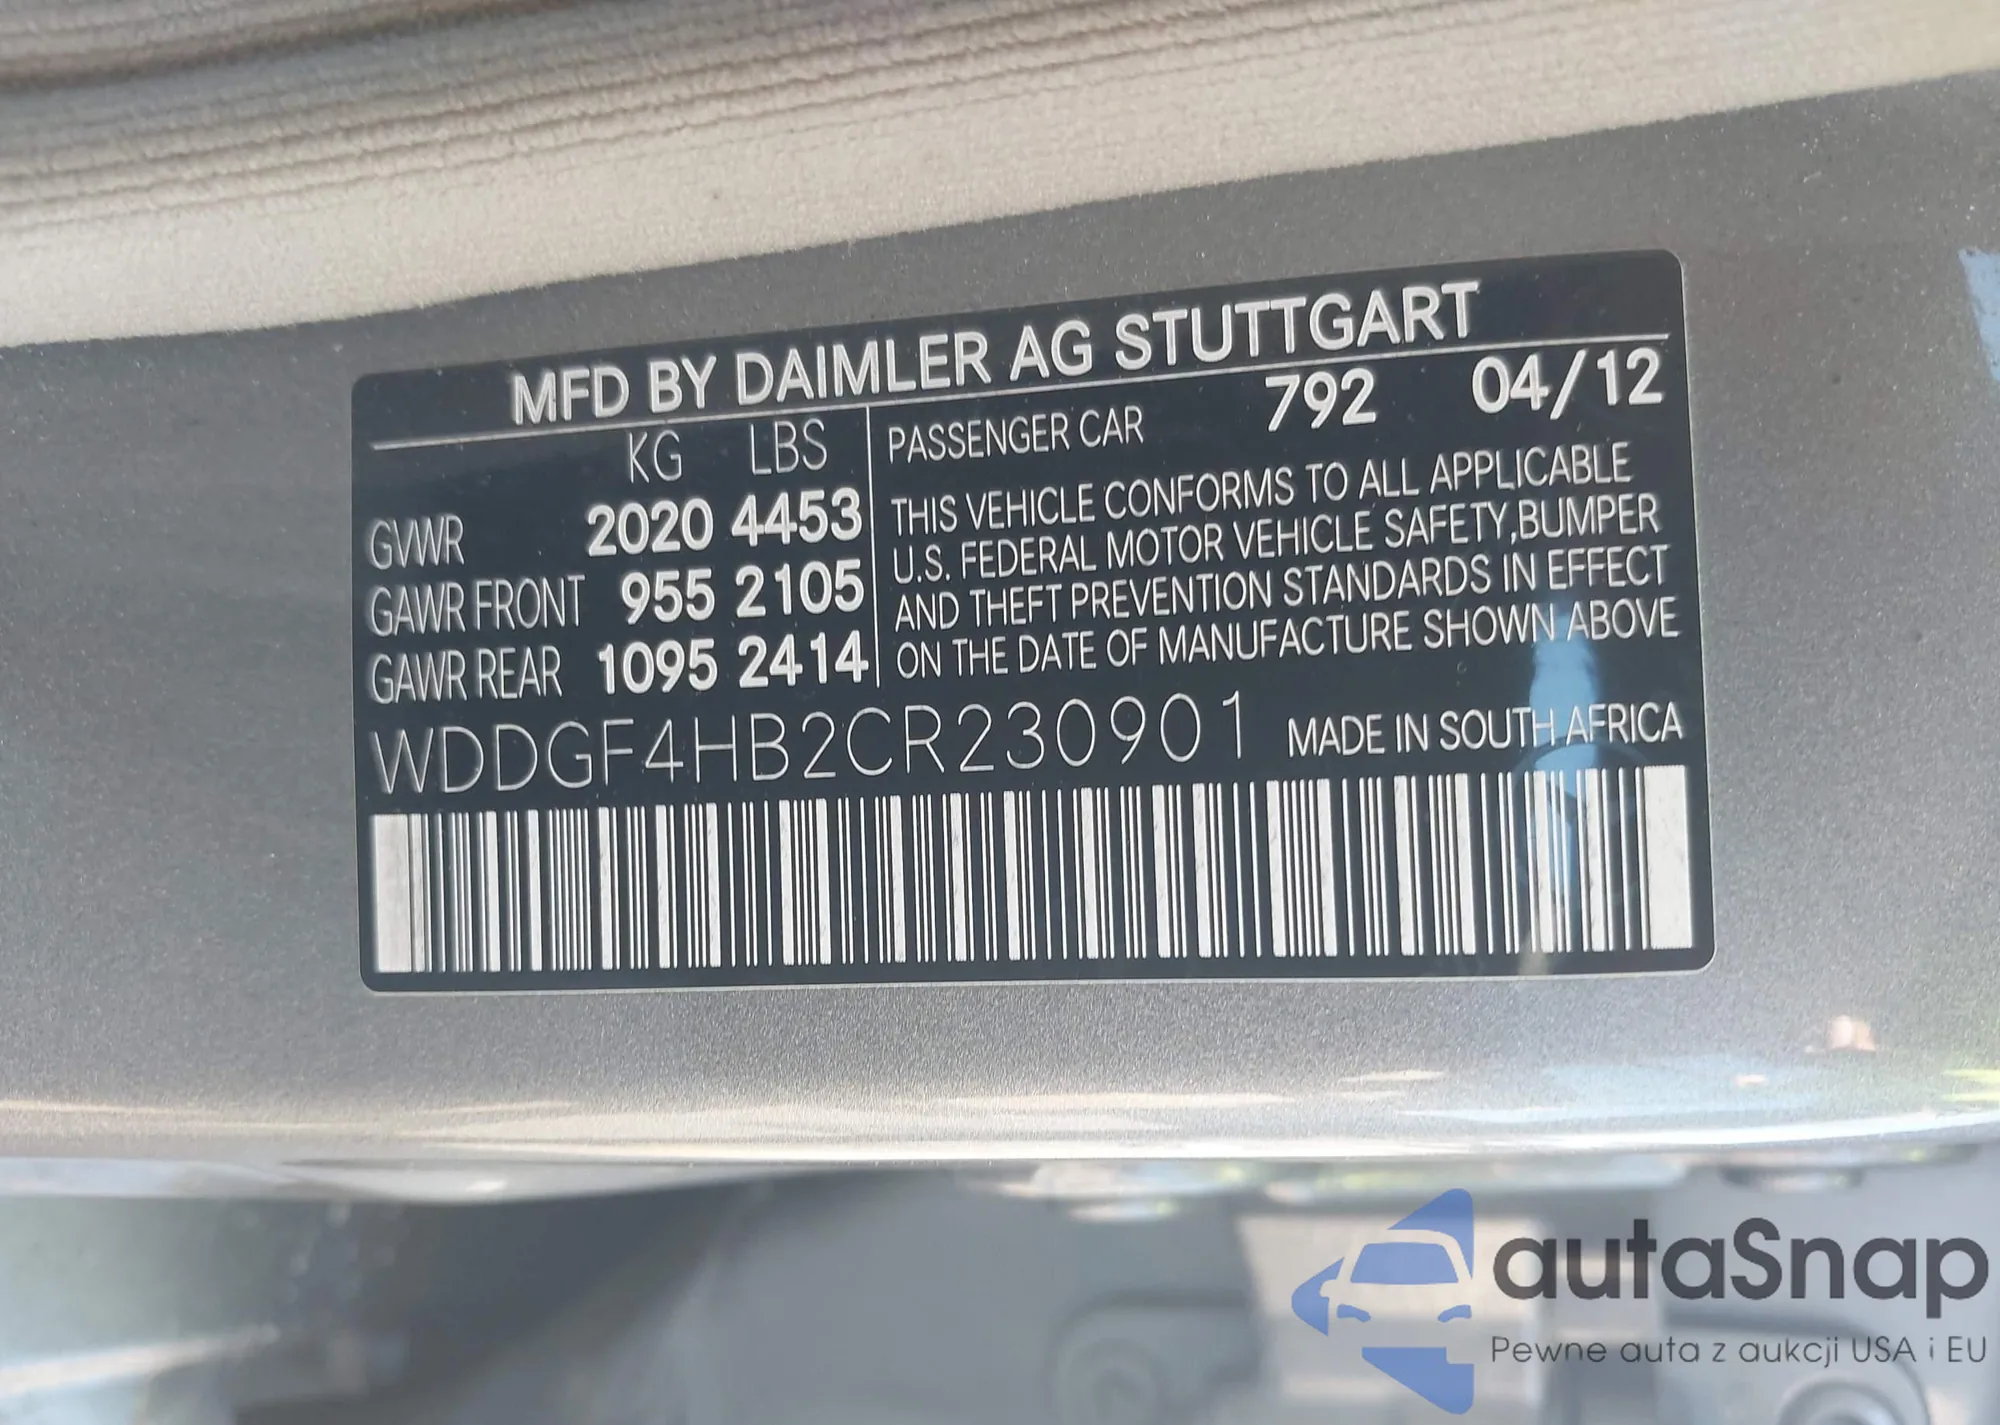 MFD BY DAIMLER AG STUTTGART
KG LBS
GVWR 2020 4453
GAWR FRONT 955 2105
GAWR REAR 1095 2414
PASSENGER CAR 792 04/12
THIS VEHICLE CONFORMS TO ALL APPLICABLE
U.S. FEDERAL MOTOR VEHICLE SAFETY,BUMPER
AND THEFT PREVENTION STANDARDS IN EFFECT
ON THE DATE OF MANUFACTURE SHOWN ABOVE
WDDGF4HB2CR230901 MADE IN SOUTH AFRICA
autaSnap
Pewne auta z aukcji USA i EU